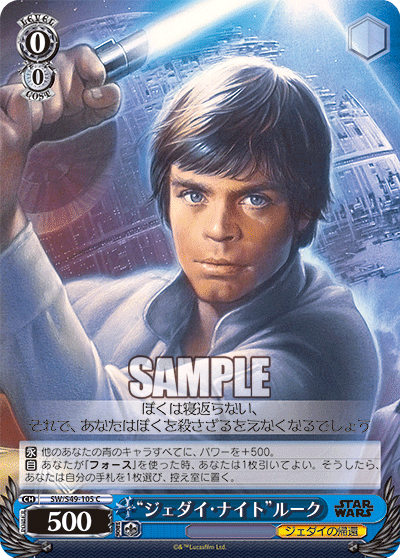 LEVEL
0
0
COST
SAMPLE
ぼくは寝返らない、
それで、あなたはぼくを殺さざるをえなくなるでしょう
永 他のあなたの青のキャラすべてに、パワーを+500。
自 あなたが「フォース」を使った時、あなたは1枚引いてよい。そうしたら、
あなたは自分の手札を1枚選び、控え室に置く。
CH SW/S49-105 C
500
“ジェダイ・ナイト”ルーク
STAR WARS
ジェダイの帰還
©&™Lucasfilm Ltd.